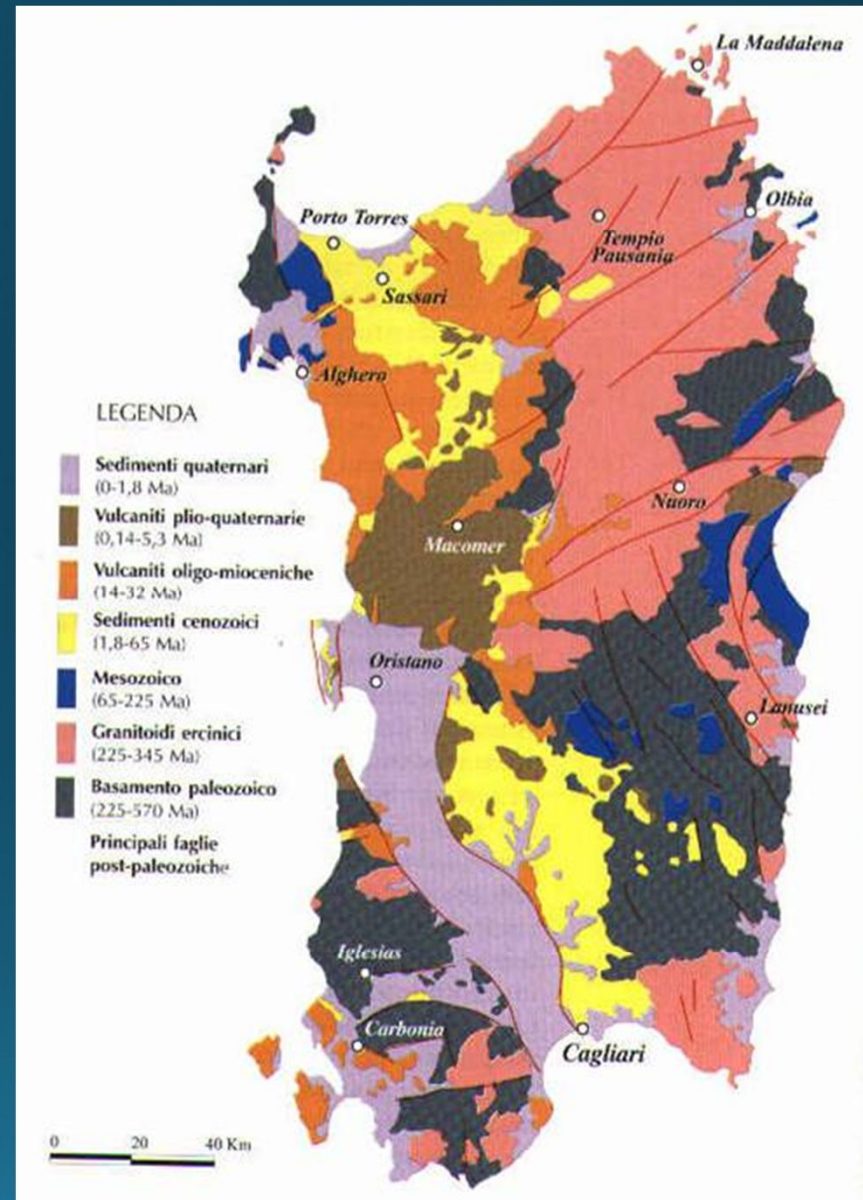 La Maddalena
Olbia
Porto Torres
Tempio
Pausania
Sassari
Alghero
LEGENDA
Sedimenti quaternari
(0-1,8 Ma)
Vulcaniti plio-quaternarie
(0,14-5,3 Ma)
Vulcaniti oligo-mioceniche
(14-32 Ma)
Sedimenti cenozoici
(1,8-65 Ma)
Mesozoico
(65-225 Ma)
Granitoidi ercinici
(225-345 Ma)
Basamento paleozoico
(225-570 Ma)
Principali faglie
post-paleozoiche
Nuoro
Macomer
Oristano
Lanusei
Iglesias
Carbonia
Cagliari
0 20 40 Km